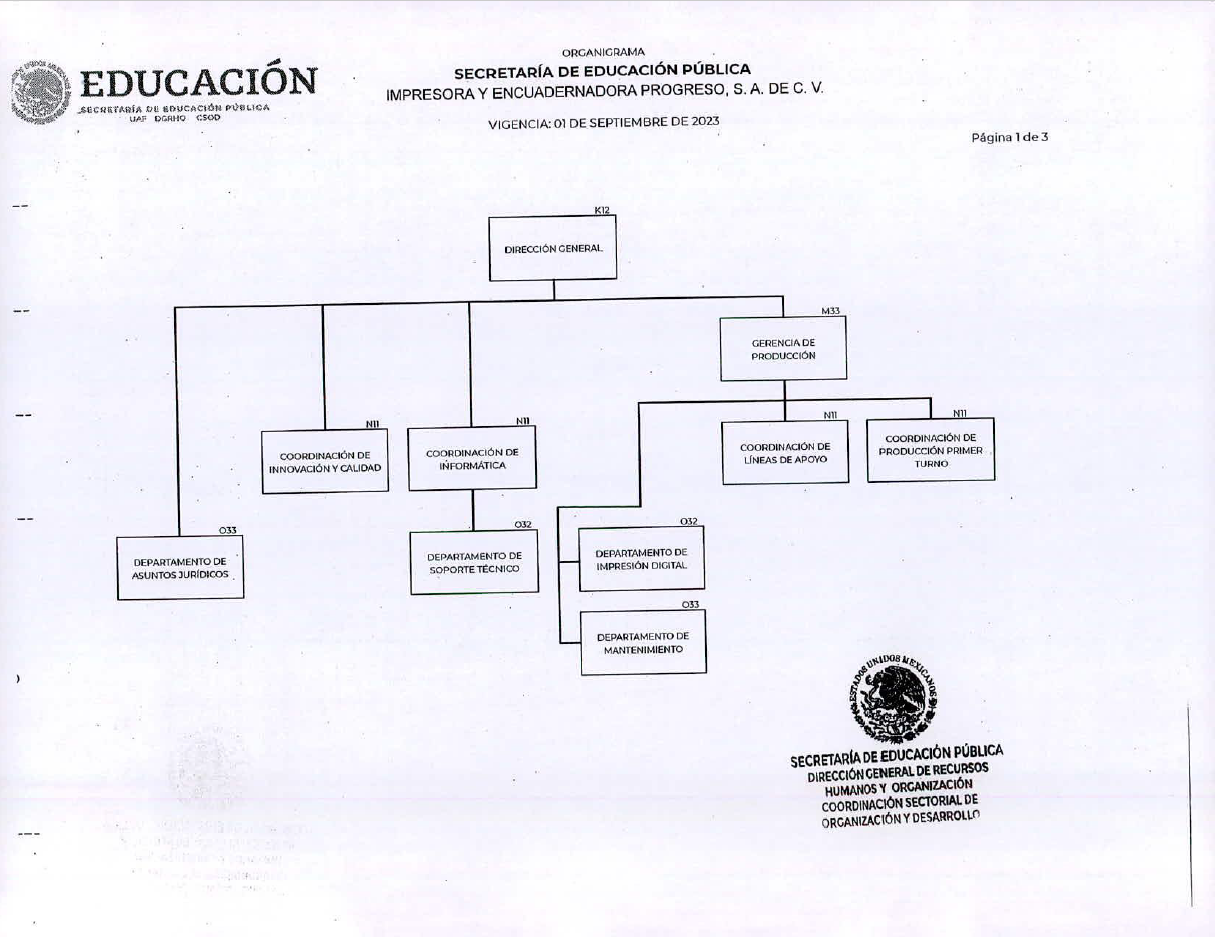 ORGANIGRAMA
SECRETARÍA DE EDUCACIÓN PÚBLICA
IMPRESORA Y ENCUADERNADORA PROGRESO, S. A. DE C. V.
VIGENCIA: 01 DE SEPTIEMBRE DE 2023
EDUCACIÓN
SECRETARÍA DE EDUCACIÓN PÚBLICA
UAF DGRHO CSOD
Página 1 de 3
K12
DIRECCIÓN GENERAL
M33
GERENCIA DE
PRODUCCIÓN
N11
COORDINACIÓN DE
INNOVACIÓN Y CALIDAD
N11
COORDINACIÓN DE
INFORMÁTICA
N11
COORDINACIÓN DE
LÍNEAS DE APOYO
N11
COORDINACIÓN DE
PRODUCCIÓN PRIMER
TURNO
O33
DEPARTAMENTO DE
ASUNTOS JURÍDICOS
O32
DEPARTAMENTO DE
SOPORTE TÉCNICO
O32
DEPARTAMENTO DE
IMPRESIÓN DIGITAL
O33
DEPARTAMENTO DE
MANTENIMIENTO
ESTADOS UNIDOS MEXICANOS
SECRETARÍA DE EDUCACIÓN PÚBLICA
DIRECCIÓN GENERAL DE RECURSOS
HUMANOS Y ORGANIZACIÓN
COORDINACIÓN SECTORIAL DE
ORGANIZACIÓN Y DESARROLLO